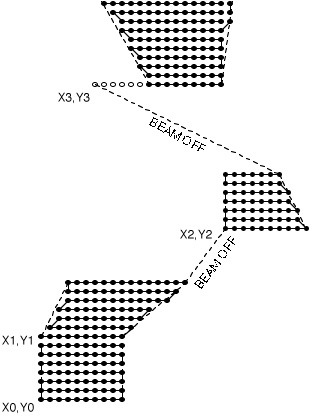 X3,Y3
BEAM OFF
X2,Y2
BEAM OFF
X1,Y1
X0,Y0